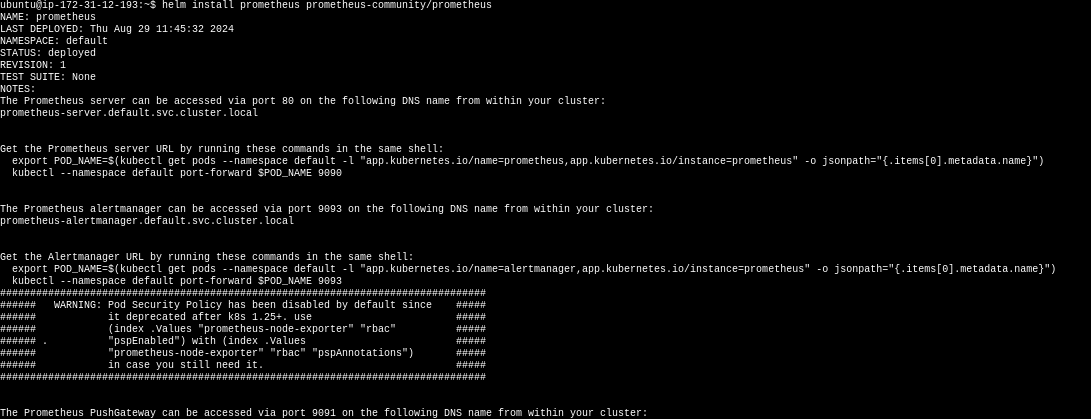 ubuntu@ip-172-31-12-193:~$ helm install prometheus prometheus-community/prometheus
NAME: prometheus
LAST DEPLOYED: Thu Aug 29 11:45:32 2024
NAMESPACE: default
STATUS: deployed
REVISION: 1
TEST SUITE: None
NOTES:
The Prometheus server can be accessed via port 80 on the following DNS name from within your cluster:
prometheus-server.default.svc.cluster.local
Get the Prometheus server URL by running these commands in the same shell:
  export POD_NAME=$(kubectl get pods --namespace default -l "app.kubernetes.io/name=prometheus,app.kubernetes.io/instance=prometheus" -o jsonpath="{.items[0].metadata.name}")
  kubectl --namespace default port-forward $POD_NAME 9090
The Prometheus alertmanager can be accessed via port 9093 on the following DNS name from within your cluster:
prometheus-alertmanager.default.svc.cluster.local
Get the Alertmanager URL by running these commands in the same shell:
  export POD_NAME=$(kubectl get pods --namespace default -l "app.kubernetes.io/name=alertmanager,app.kubernetes.io/instance=prometheus" -o jsonpath="{.items[0].metadata.name}")
  kubectl --namespace default port-forward $POD_NAME 9093
#################################################################################
######   WARNING: Pod Security Policy has been disabled by default since    #####
######            it deprecated after k8s 1.25+. use                        #####
######            (index .Values "prometheus-node-exporter" "rbac"          #####
###### .          "pspEnabled") with (index .Values                         #####
######            "prometheus-node-exporter" "rbac" "pspAnnotations")       #####
######            in case you still need it.                                #####
#################################################################################
The Prometheus PushGateway can be accessed via port 9091 on the following DNS name from within your cluster: